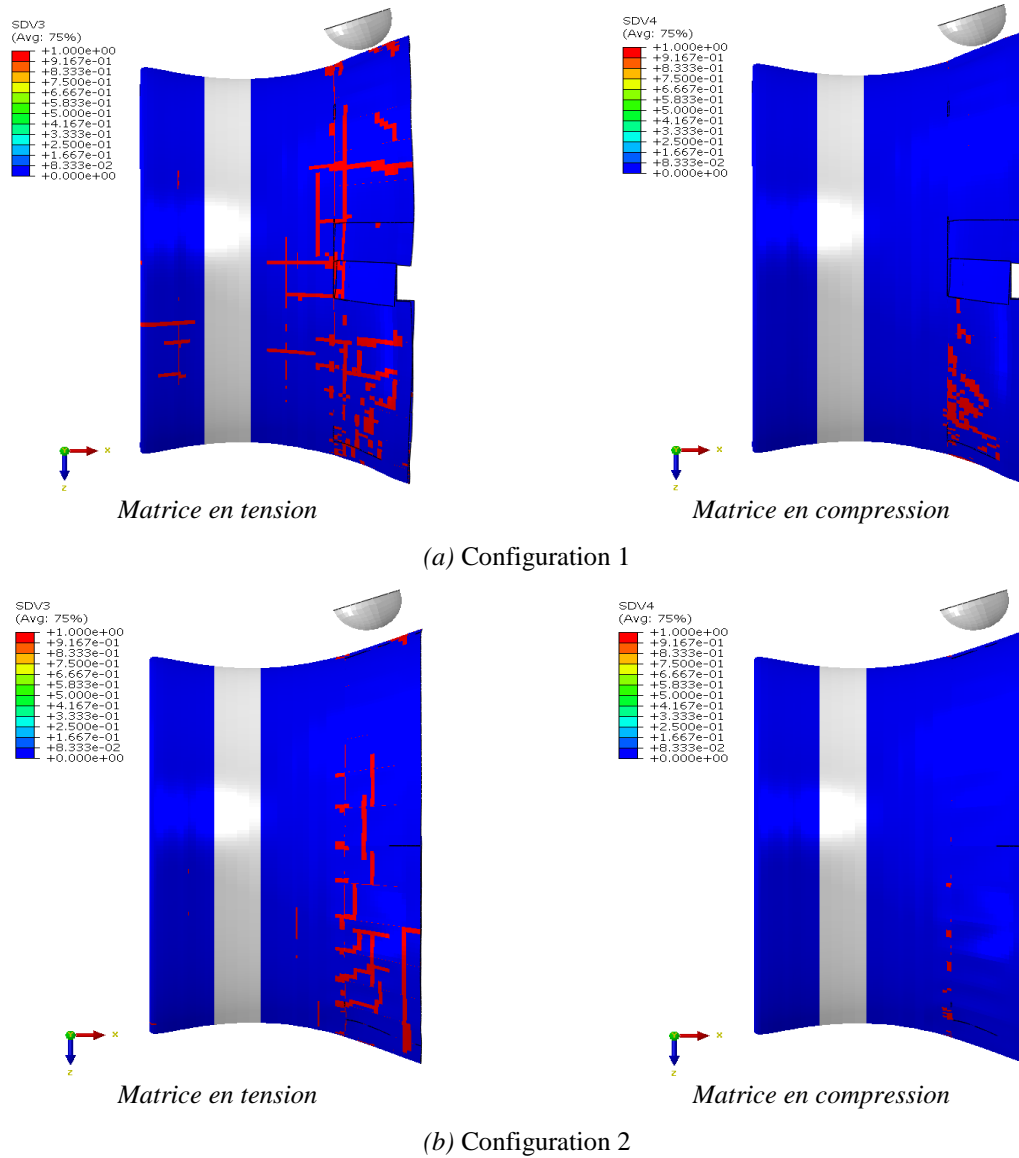 SDV3
(Avg: 75%)
+1.000e+00
+9.167e-01
+8.333e-01
+7.500e-01
+6.667e-01
+5.833e-01
+5.000e-01
+4.167e-01
+3.333e-01
+2.500e-01
+1.667e-01
+8.333e-02
+0.000e+00
x
z
Matrice en tension
SDV4
(Avg: 75%)
+1.000e+00
+9.167e-01
+8.333e-01
+7.500e-01
+6.667e-01
+5.833e-01
+5.000e-01
+4.167e-01
+3.333e-01
+2.500e-01
+1.667e-01
+8.333e-02
+0.000e+00
x
z
Matrice en compression
(a) Configuration 1
SDV3
(Avg: 75%)
+1.000e+00
+9.167e-01
+8.333e-01
+7.500e-01
+6.667e-01
+5.833e-01
+5.000e-01
+4.167e-01
+3.333e-01
+2.500e-01
+1.667e-01
+8.333e-02
+0.000e+00
x
z
Matrice en tension
SDV4
(Avg: 75%)
+1.000e+00
+9.167e-01
+8.333e-01
+7.500e-01
+6.667e-01
+5.833e-01
+5.000e-01
+4.167e-01
+3.333e-01
+2.500e-01
+1.667e-01
+8.333e-02
+0.000e+00
x
z
Matrice en compression
(b) Configuration 2